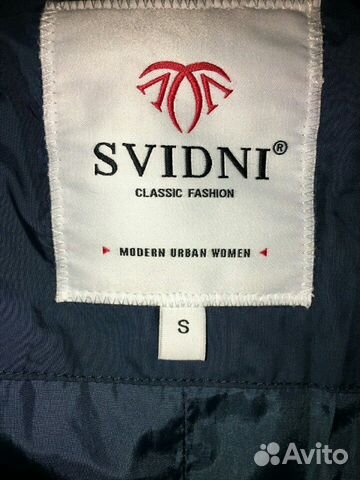 SVIDNI®
CLASSIC FASHION
MODERN URBAN WOMEN
S
Avito